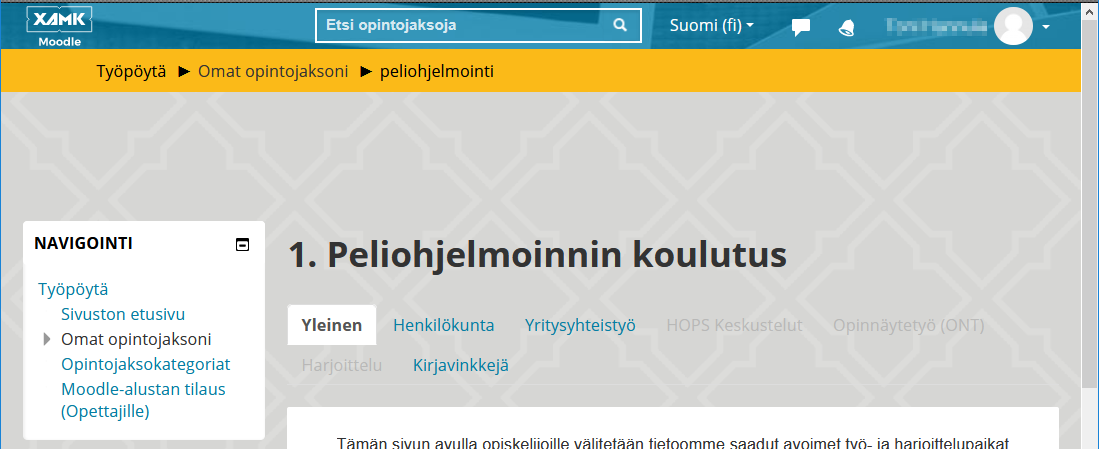 XAMK
Moodle
Etsi opintojaksoja
Suomi (fi)
Työpöytä ► Omat opintojaksoni ► peliohjelmointi
NAVIGOINTI
Työpöytä
Sivuston etusivu
Omat opintojaksoni
Opintojaksokategoriat
Moodle-alustan tilaus
(Opettajille)
1. Peliohjelmoinnin koulutus
Yleinen Henkilökunta Yritysyhteistyö HOPS Keskustelut Opinnäytetyö (ONT)
Harjoittelu Kirjavinkkejä
Tämän sivun avulla opiskelijoille välitetään tietoomme saadut avoimet työ- ja harjoittelupaikat